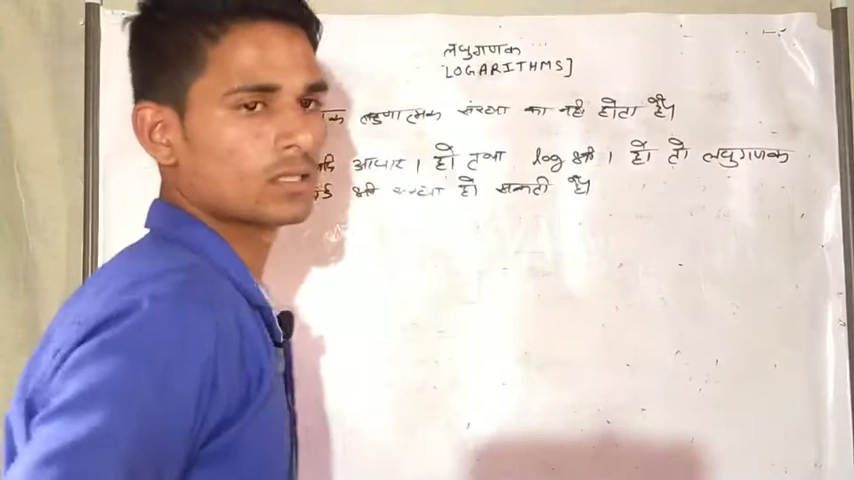 लघुगणक
[LOGARITHMS]
क ऋणात्मक संख्या का नहीं होता है।
यदि आधार 1 हो तथा log भी 1 हो तो लघुगणक
कोई भी संख्या हो सकती है।